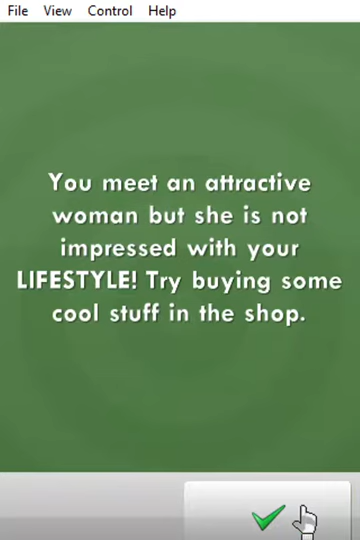 File View Control Help
You meet an attractive
woman but she is not
impressed with your
LIFESTYLE! Try buying some
cool stuff in the shop.